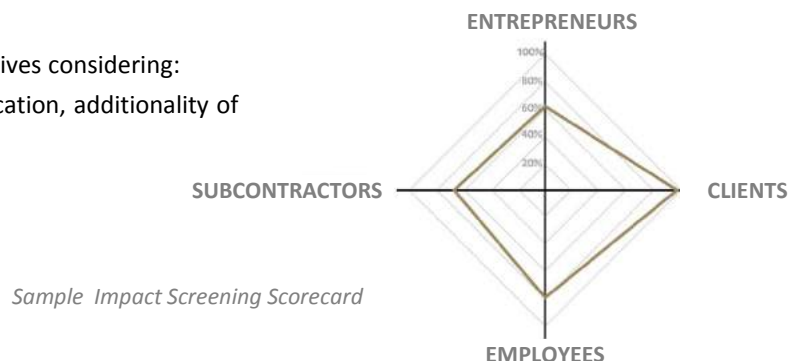 ENTREPRENEURS
ives considering:
cation, additionality of
100%
80%
60%
40%
20%
SUBCONTRACTORS
CLIENTS
Sample Impact Screening Scorecard
EMPLOYEES